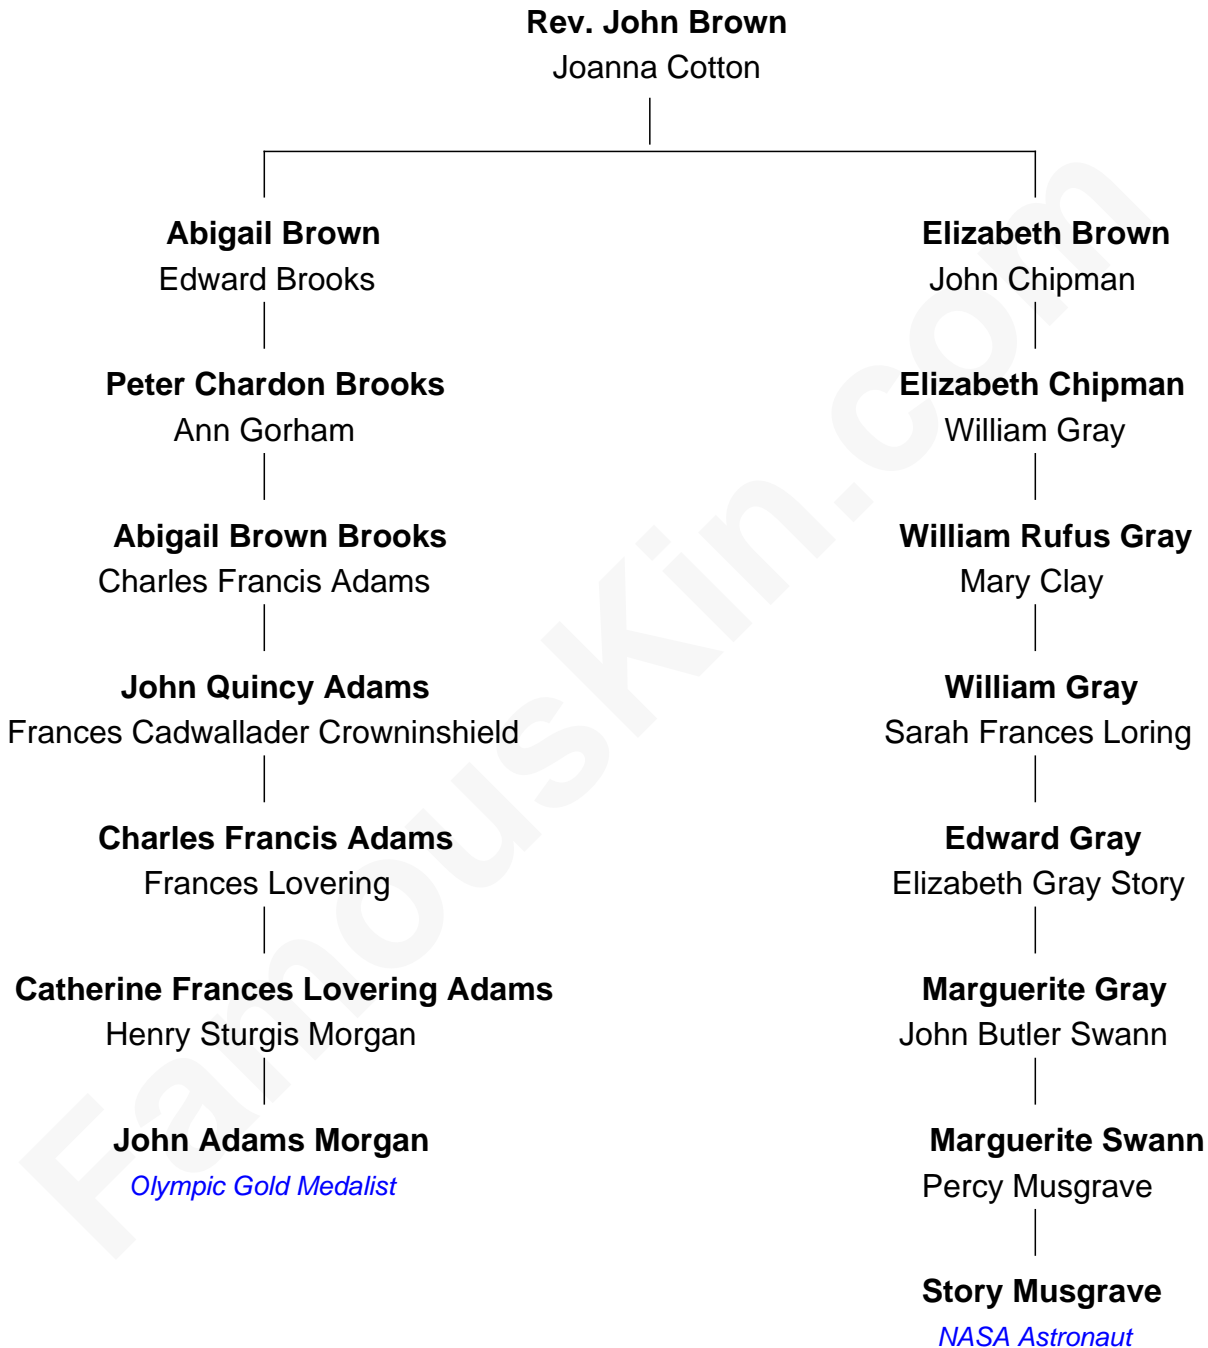 Rev. John Brown
Joanna Cotton
Abigail Brown
Edward Brooks
Peter Chardon Brooks
Ann Gorham
Abigail Brown Brooks
Charles Francis Adams
John Quincy Adams
Frances Cadwallader Crowninshield
Charles Francis Adams
Frances Lovering
Catherine Frances Lovering Adams
Henry Sturgis Morgan
John Adams Morgan
Olympic Gold Medalist
Elizabeth Brown
John Chipman
Elizabeth Chipman
William Gray
William Rufus Gray
Mary Clay
William Gray
Sarah Frances Loring
Edward Gray
Elizabeth Gray Story
Marguerite Gray
John Butler Swann
Marguerite Swann
Percy Musgrave
Story Musgrave
NASA Astronaut
FamousKin.com